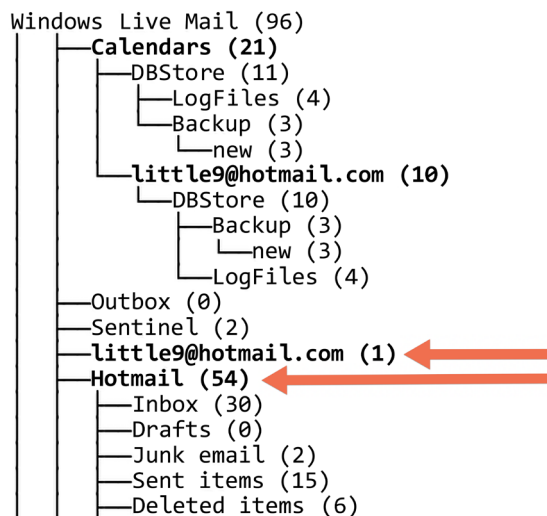 Windows Live Mail (96)
Calendars (21)
DBStore (11)
LogFiles (4)
Backup (3)
new (3)
little9@hotmail.com (10)
DBStore (10)
Backup (3)
new (3)
LogFiles (4)
Outbox (0)
Sentinel (2)
little9@hotmail.com (1)
Hotmail (54)
Inbox (30)
Drafts (0)
Junk email (2)
Sent items (15)
Deleted items (6)